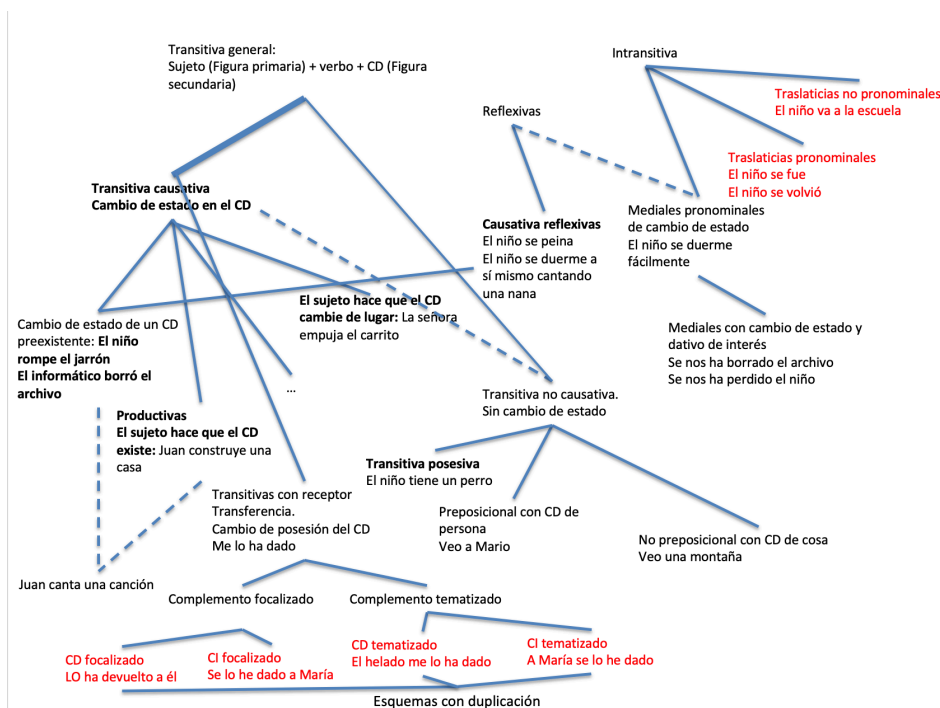 Transitiva general:
Sujeto (Figura primaria) + verbo + CD (Figura
secundaria)
Intransitiva
Traslaticias no pronominales
El niño va a la escuela
Reflexivas
Traslaticias pronominales
El niño se fue
El niño se volvió
Transitiva causativa
Cambio de estado en el CD
Mediales pronominales
de cambio de estado
El niño se duerme
fácilmente
Causativa reflexivas
El niño se peina
El niño se duerme a
sí mismo cantando
una nana
El sujeto hace que el CD
cambie de lugar: La señora
empuja el carrito
Cambio de estado de un CD
preexistente: El niño
rompe el jarrón
El informático borró el
archivo
Mediales con cambio de estado y
dativo de interés
Se nos ha borrado el archivo
Se nos ha perdido el niño
...
Transitiva no causativa.
Sin cambio de estado
Productivas
El sujeto hace que el CD
existe: Juan construye una
casa
Transitiva posesiva
El niño tiene un perro
Transitivas con receptor
Transferencia.
Cambio de posesión del CD
Me lo ha dado
Preposicional con CD de
persona
Veo a Mario
No preposicional con CD de cosa
Veo una montaña
Juan canta una canción
Complemento focalizado
Complemento tematizado
CD focalizado
LO ha devuelto a él
CI focalizado
Se lo he dado a María
CD tematizado
El helado me lo ha dado
CI tematizado
A María se lo he dado
Esquemas con duplicación